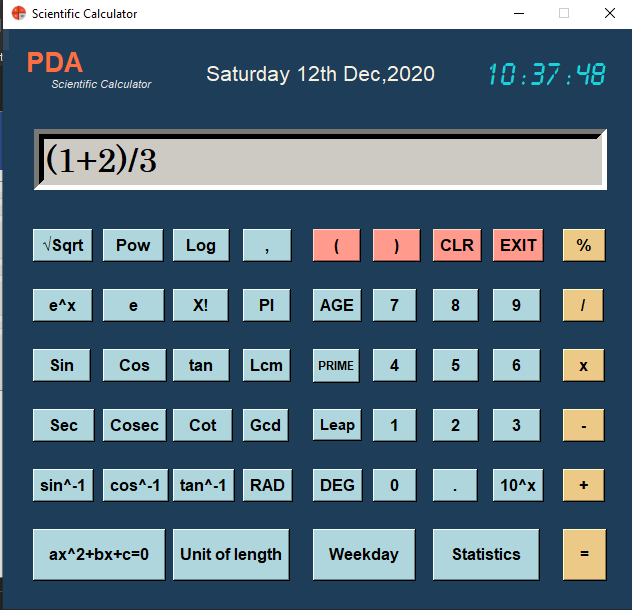 Scientific Calculator
PDA
Scientific Calculator
Saturday 12th Dec,2020
10:37:48
(1+2)/3
√Sqrt Pow Log , ( ) CLR EXIT %
e^x e X! PI AGE 7 8 9 /
Sin Cos tan Lcm PRIME 4 5 6 x
Sec Cosec Cot Gcd Leap 1 2 3 -
sin^-1 cos^-1 tan^-1 RAD DEG 0 . 10^x +
ax^2+bx+c=0 Unit of length Weekday Statistics =